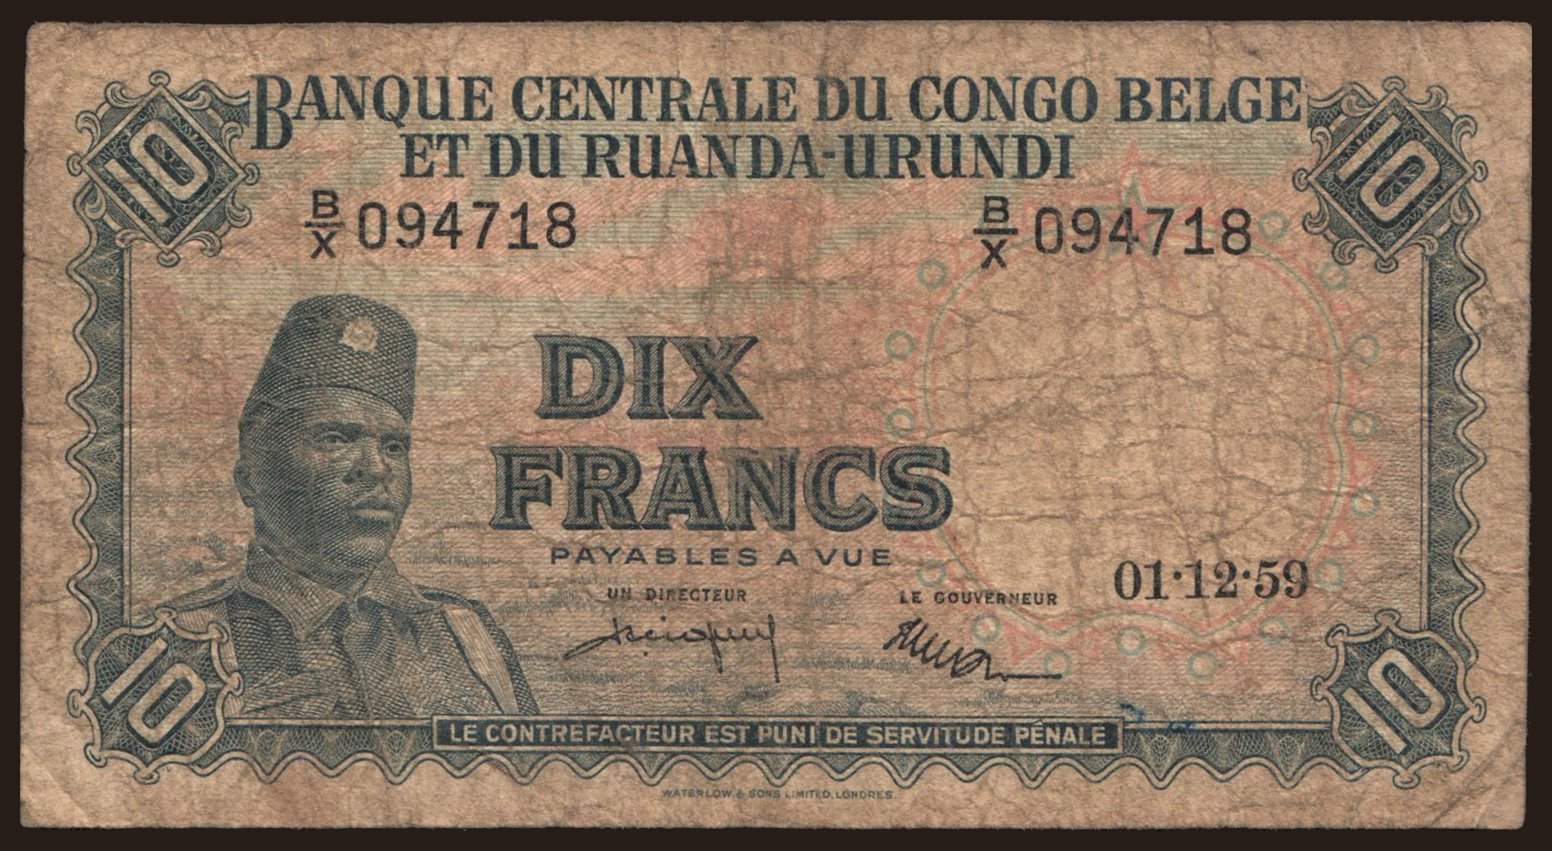 10 BANQUE CENTRALE DU CONGO BELGE 10
ET DU RUANDA-URUNDI
B/X 094718 B/X 094718
DIX
FRANCS
PAYABLES A VUE
UN DIRECTEUR LE GOUVERNEUR 01·12·59
10 LE CONTREFACTEUR EST PUNI DE SERVITUDE PÉNALE 10
WATERLOW & SONS LIMITED, LONDRES.